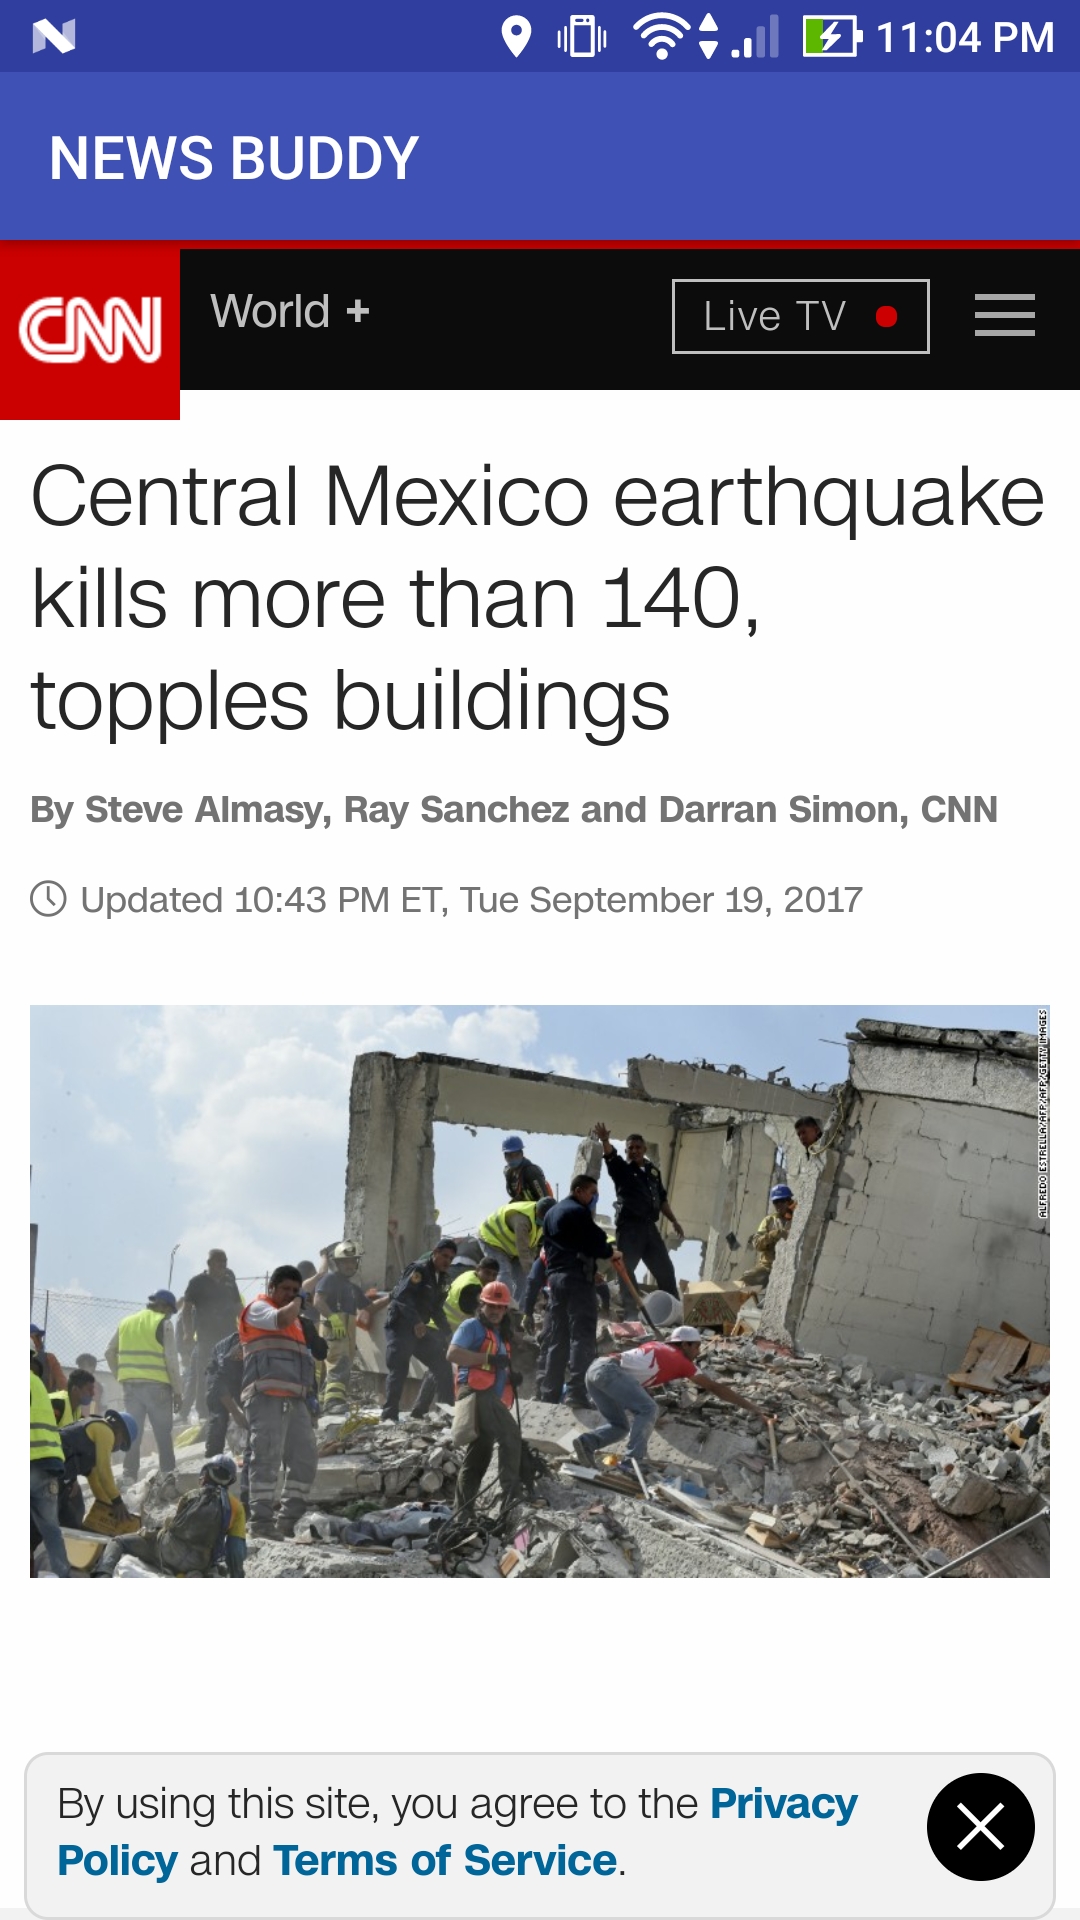 11:04 PM
NEWS BUDDY
CNN
World +
Live TV
Central Mexico earthquake
kills more than 140,
topples buildings
By Steve Almasy, Ray Sanchez and Darran Simon, CNN
Updated 10:43 PM ET, Tue September 19, 2017
ALFREDO ESTRELLA/AFP/AFP/GETTY IMAGES
By using this site, you agree to the Privacy
Policy and Terms of Service.